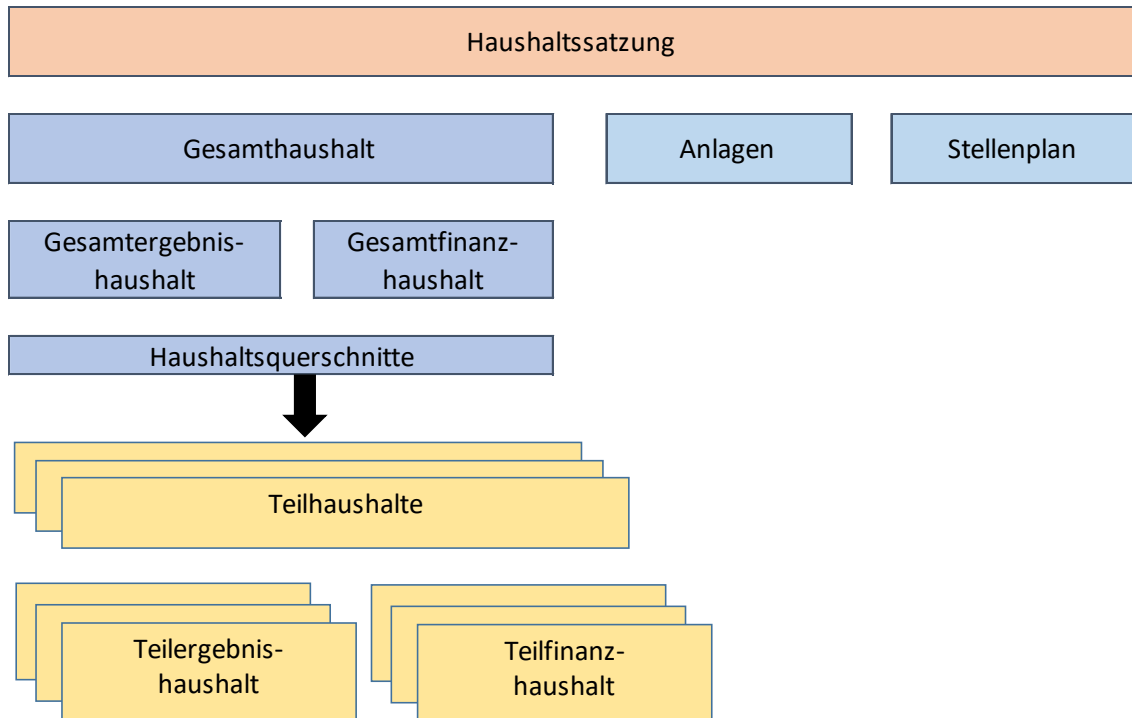 Haushaltssatzung
Gesamthaushalt
Anlagen
Stellenplan
Gesamtergebnis-
haushalt
Gesamtfinanz-
haushalt
Haushaltsquerschnitte
Teilhaushalte
Teilergebnis-
haushalt
Teilfinanz-
haushalt